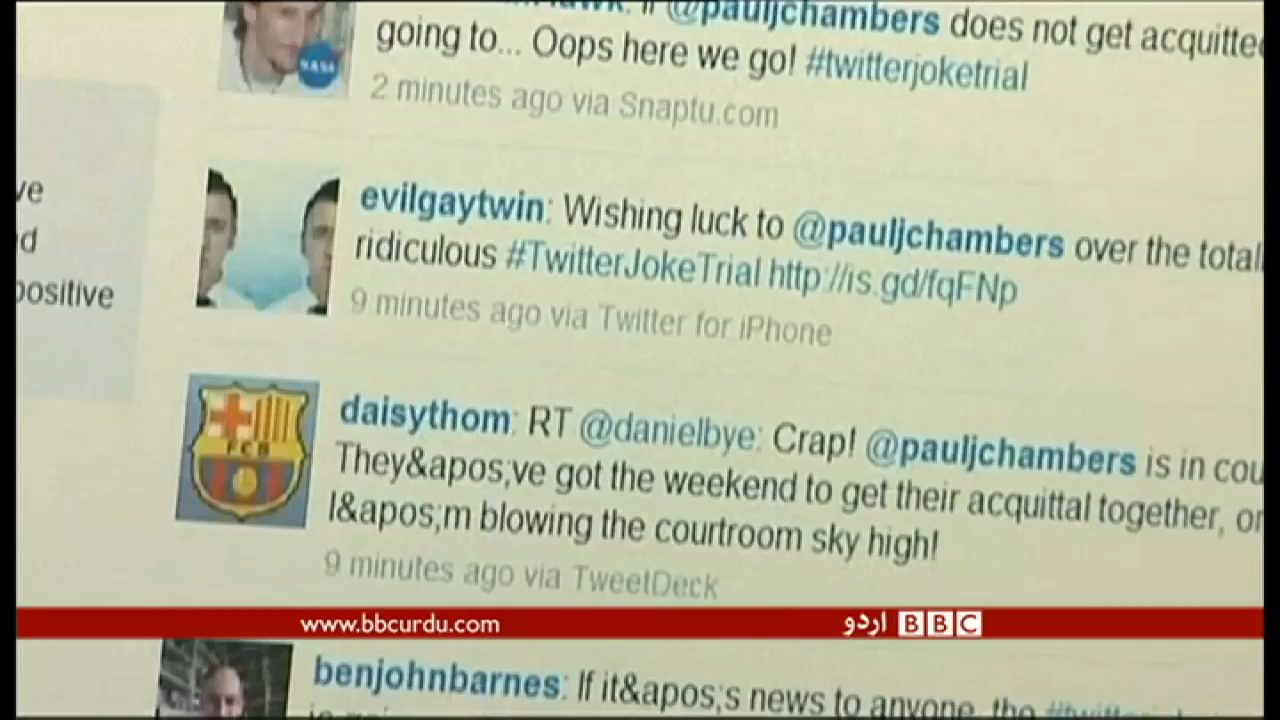 @pauljchambers does not get acquitted
going to... Oops here we go! #twitterjoketrial
2 minutes ago via Snaptu.com
NASA
evilgaytwin: Wishing luck to @pauljchambers over the total
ridiculous #TwitterJokeTrial http://is.gd/fqFNp
9 minutes ago via Twitter for iPhone
ve
d
positive
FCB
daisythom: RT @danielbye: Crap! @pauljchambers is in cou
They&apos;ve got the weekend to get their acquittal together, or
I&apos;m blowing the courtroom sky high!
9 minutes ago via TweetDeck
www.bbcurdu.com
BBC اردو
benjohnbarnes: If it&apos;s news to anyone, the